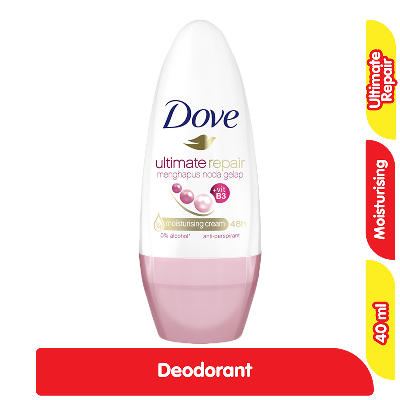 Dove
ultimate repair
menghapus noda gelap
+vit
B3
moisturising cream 48H
0% alcohol* anti-perspirant
Ultimate
Repair
Moisturising
40 ml
Deodorant